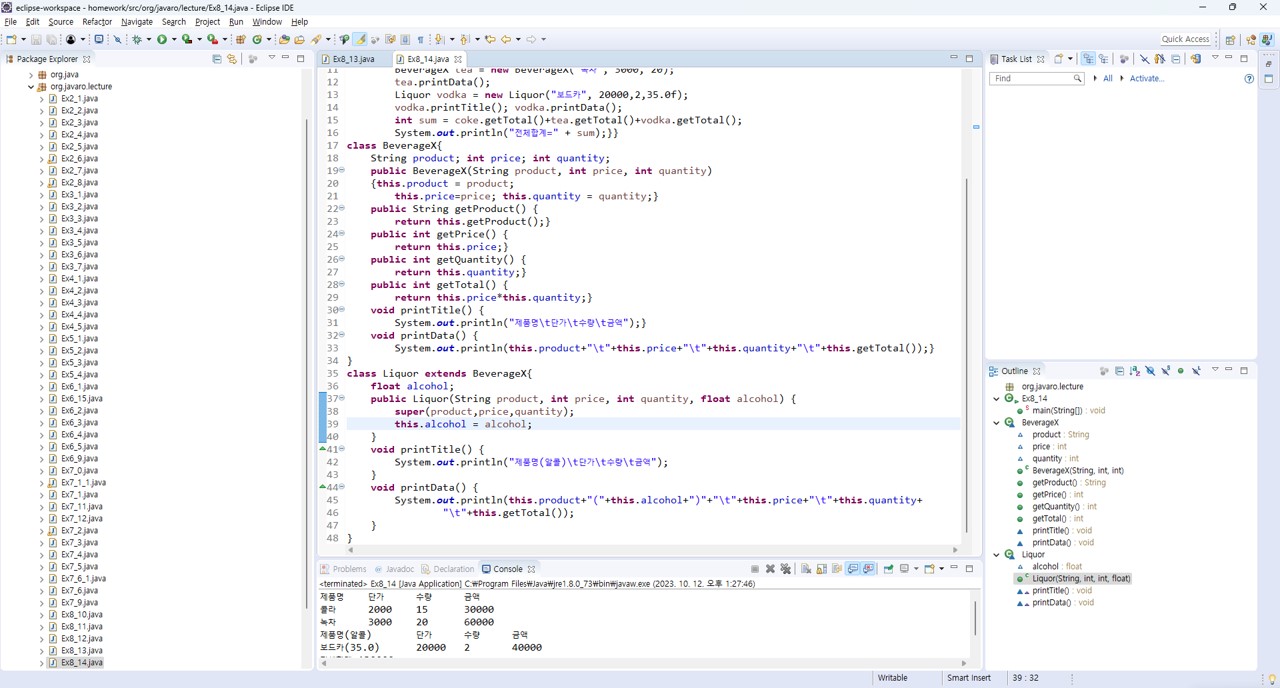 eclipse-workspace - homework/src/org/javaro/lecture/Ex8_14.java - Eclipse IDE
File Edit Source Refactor Navigate Search Project Run Window Help
Quick Access
Package Explorer
org.java
org.javaro.lecture
Ex2_1.java
Ex2_2.java
Ex2_3.java
Ex2_4.java
Ex2_5.java
Ex2_6.java
Ex2_7.java
Ex2_8.java
Ex3_1.java
Ex3_2.java
Ex3_3.java
Ex3_4.java
Ex3_5.java
Ex3_6.java
Ex3_7.java
Ex4_1.java
Ex4_2.java
Ex4_3.java
Ex4_4.java
Ex4_5.java
Ex5_1.java
Ex5_2.java
Ex5_3.java
Ex5_4.java
Ex6_1.java
Ex6_15.java
Ex6_2.java
Ex6_3.java
Ex6_4.java
Ex6_5.java
Ex6_9.java
Ex7_0.java
Ex7_1_1.java
Ex7_1.java
Ex7_11.java
Ex7_12.java
Ex7_2.java
Ex7_3.java
Ex7_4.java
Ex7_5.java
Ex7_6_1.java
Ex7_6.java
Ex7_9.java
Ex8_10.java
Ex8_11.java
Ex8_12.java
Ex8_13.java
Ex8_14.java
Ex8_13.java Ex8_14.java
11 BeverageX tea = new BeverageX("녹차", 3000, 20);
12 tea.printData();
13 Liquor vodka = new Liquor("보드카", 20000,2,35.0f);
14 vodka.printTitle(); vodka.printData();
15 int sum = coke.getTotal()+tea.getTotal()+vodka.getTotal();
16 System.out.println("전체합계=" + sum);}}
17 class BeverageX{
18 String product; int price; int quantity;
19 public BeverageX(String product, int price, int quantity)
20 {this.product = product;
21 this.price=price; this.quantity = quantity;}
22 public String getProduct() {
23 return this.getProduct();}
24 public int getPrice() {
25 return this.price;}
26 public int getQuantity() {
27 return this.quantity;}
28 public int getTotal() {
29 return this.price*this.quantity;}
30 void printTitle() {
31 System.out.println("제품명\t단가\t수량\t금액");}
32 void printData() {
33 System.out.println(this.product+"\t"+this.price+"\t"+this.quantity+"\t"+this.getTotal());}
34 }
35 class Liquor extends BeverageX{
36 float alcohol;
37 public Liquor(String product, int price, int quantity, float alcohol) {
38 super(product,price,quantity);
39 this.alcohol = alcohol;
40 }
41 void printTitle() {
42 System.out.println("제품명(알콜)\t단가\t수량\t금액");
43 }
44 void printData() {
45 System.out.println(this.product+"("+this.alcohol+")"+"\t"+this.price+"\t"+this.quantity+
46 "\t"+this.getTotal());
47 }
48 }
Problems Javadoc Declaration Console
<terminated> Ex8_14 [Java Application] C:₩Program Files₩Java₩jre1.8.0_73₩bin₩javaw.exe (2023. 10. 12. 오후 1:27:46)
제품명 단가 수량 금액
콜라 2000 15 30000
녹차 3000 20 60000
제품명(알콜) 단가 수량 금액
보드카(35.0) 20000 2 40000
Task List
Find All Activate...
Outline
org.javaro.lecture
Ex8_14
main(String[]) : void
BeverageX
product : String
price : int
quantity : int
BeverageX(String, int, int)
getProduct() : String
getPrice() : int
getQuantity() : int
getTotal() : int
printTitle() : void
printData() : void
Liquor
alcohol : float
Liquor(String, int, int, float)
printTitle() : void
printData() : void
Writable Smart Insert 39 : 32